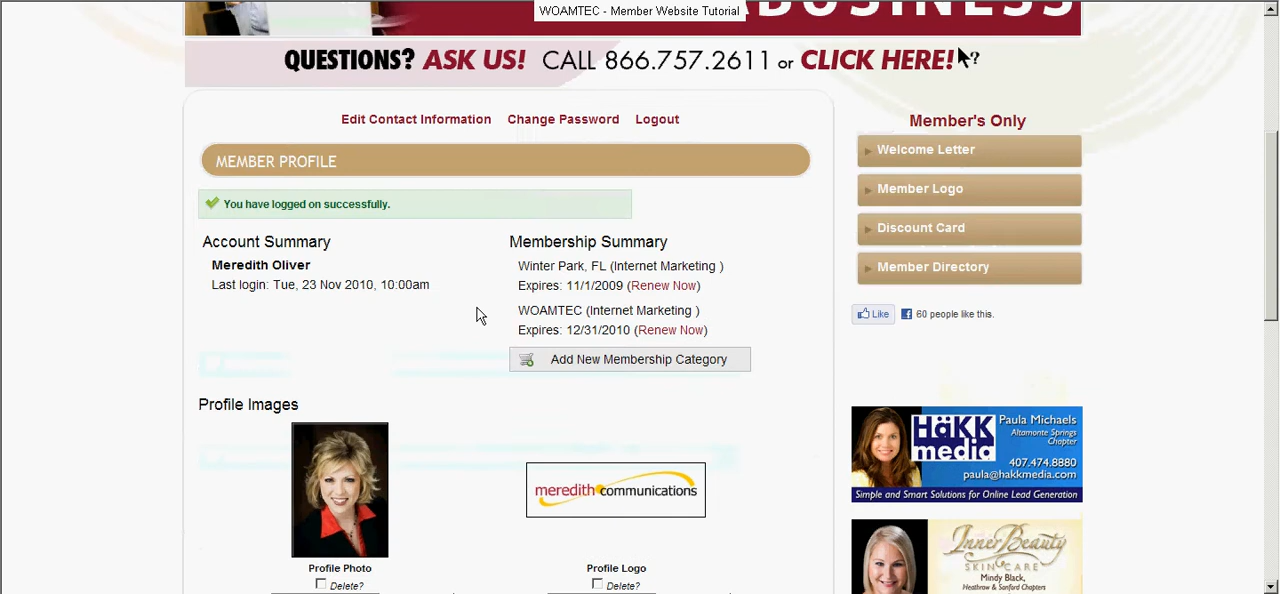 BUSINESS
WOAMTEC - Member Website Tutorial
QUESTIONS? ASK US! CALL 866.757.2611 or CLICK HERE! ?
Edit Contact Information Change Password Logout
MEMBER PROFILE
You have logged on successfully.
Account Summary
Meredith Oliver
Last login: Tue, 23 Nov 2010, 10:00am
Membership Summary
Winter Park, FL (Internet Marketing )
Expires: 11/1/2009 (Renew Now)
WOAMTEC (Internet Marketing )
Expires: 12/31/2010 (Renew Now)
Add New Membership Category
Profile Images
meredith communications
Profile Photo
Delete?
Profile Logo
Delete?
Member's Only
Welcome Letter
Member Logo
Discount Card
Member Directory
Like 60 people like this.
HäKK media
Paula Michaels
Altamonte Springs
Chapter
407.474.8880
paula@hakkmedia.com
Simple and Smart Solutions for Online Lead Generation
Inner Beauty
SKIN CARE
Mindy Black,
Heathrow & Sanford Chapters